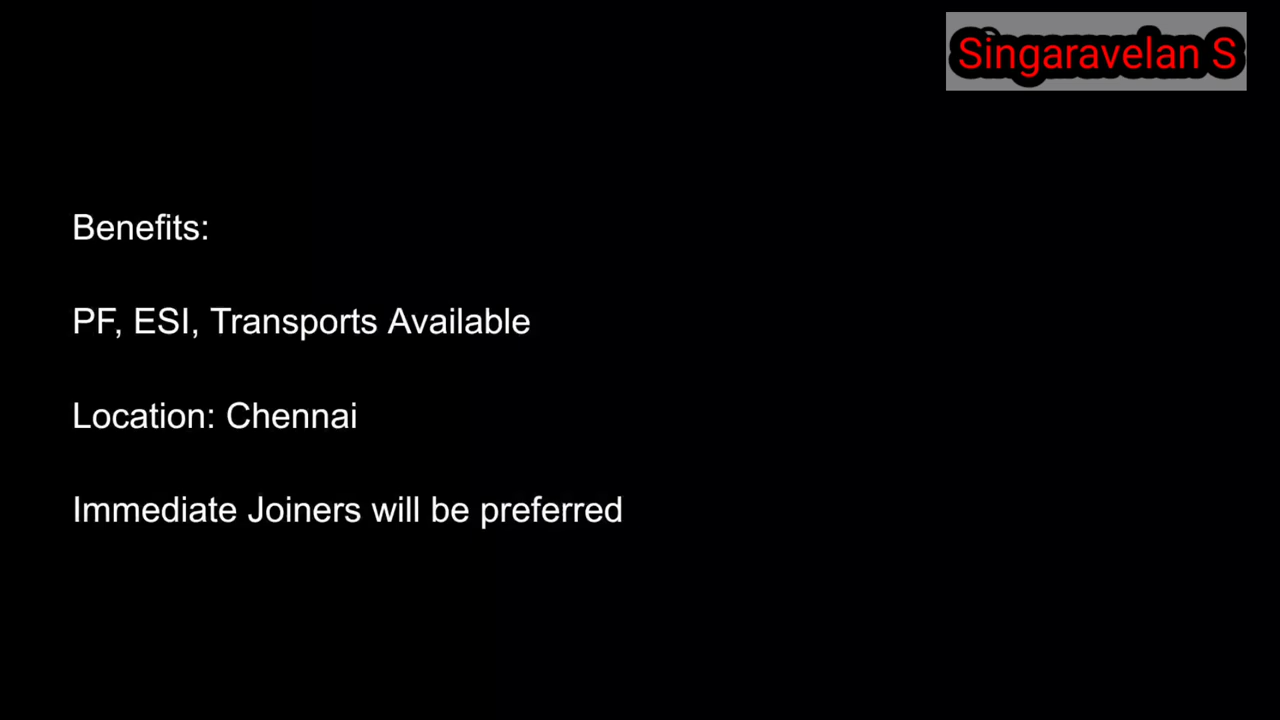 Singaravelan S
Benefits:
PF, ESI, Transports Available
Location: Chennai
Immediate Joiners will be preferred